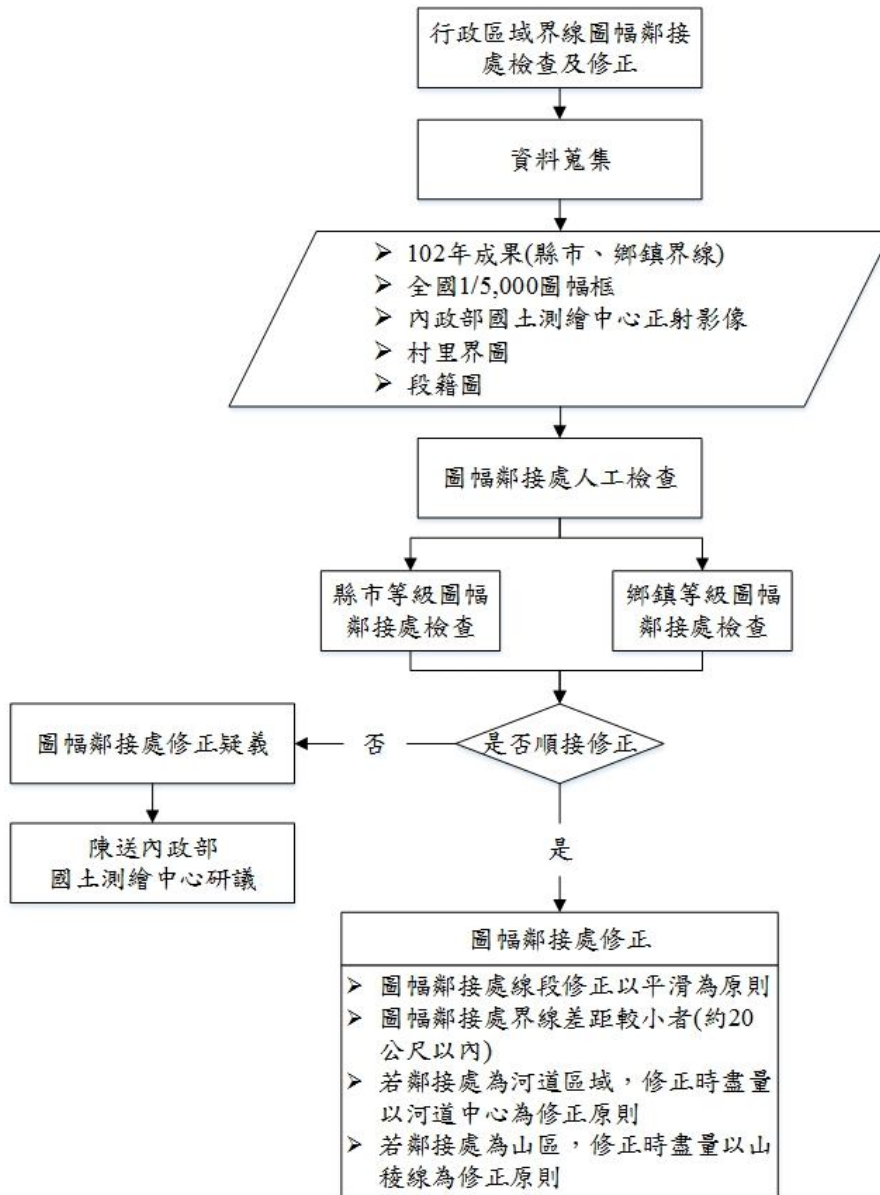 行政區域界線圖幅鄰接
處檢查及修正
資料蒐集
➢ 102年成果(縣市、鄉鎮界線)
➢ 全國1/5,000圖幅框
➢ 內政部國土測繪中心正射影像
➢ 村里界圖
➢ 段籍圖
圖幅鄰接處人工檢查
縣市等級圖幅
鄰接處檢查
鄉鎮等級圖幅
鄰接處檢查
是否順接修正
否
圖幅鄰接處修正疑義
陳送內政部
國土測繪中心研議
是
圖幅鄰接處修正
➢ 圖幅鄰接處線段修正以平滑為原則
➢ 圖幅鄰接處界線差距較小者(約20
公尺以內)
➢ 若鄰接處為河道區域，修正時盡量
以河道中心為修正原則
➢ 若鄰接處為山區，修正時盡量以山
稜線為修正原則